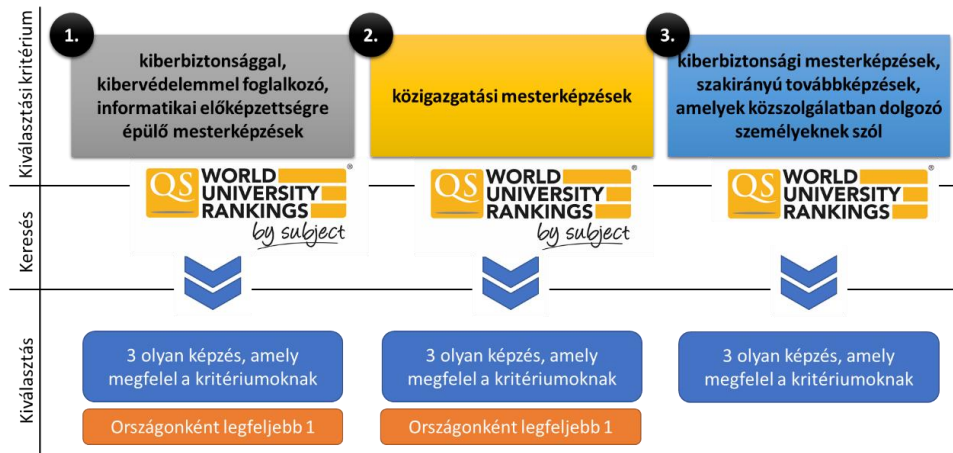 Kiválasztási kritérium
1.
kiberbiztonsággal,
kibervédelemmel foglalkozó,
informatikai előképzettségre
épülő mesterképzések
2.
közigazgatási mesterképzések
3.
kiberbiztonsági mesterképzések,
szakirányú továbbképzések,
amelyek közszolgálatban dolgozó
személyeknek szól
Keresés
QS WORLD
UNIVERSITY
RANKINGS
by subject
QS WORLD
UNIVERSITY
RANKINGS
by subject
QS WORLD
UNIVERSITY
RANKINGS
Kiválasztás
3 olyan képzés, amely
megfelel a kritériumoknak
Országonként legfeljebb 1
3 olyan képzés, amely
megfelel a kritériumoknak
Országonként legfeljebb 1
3 olyan képzés, amely
megfelel a kritériumoknak